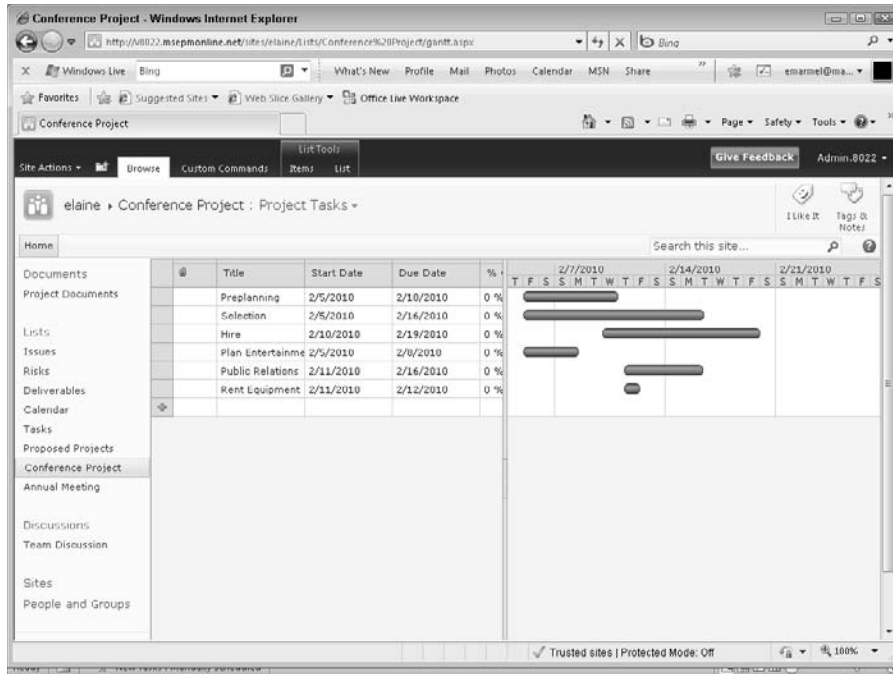 Conference Project - Windows Internet Explorer
http://v8022.msepmonline.net/sites/elaine/Lists/Conference%20Project/gantt.aspx
Bing
Windows Live Bing What's New Profile Mail Photos Calendar MSN Share emarmel@ma...
Favorites Suggested Sites Web Slice Gallery Office Live Workspace
Conference Project Page Safety Tools
List Tools
Site Actions Browse Custom Commands Items List Give Feedback Admin.8022
elaine Conference Project : Project Tasks
I Like It Tags & Notes
Home Search this site...
Documents
Project Documents
Lists
Issues
Risks
Deliverables
Calendar
Tasks
Proposed Projects
Conference Project
Annual Meeting
Discussions
Team Discussion
Sites
People and Groups
Title Start Date Due Date %
2/7/2010 2/14/2010 2/21/2010
T F S S M T W T F S S M T W T F S S M T W T F S
Preplanning 2/5/2010 2/10/2010 0 %
Selection 2/5/2010 2/16/2010 0 %
Hire 2/10/2010 2/19/2010 0 %
Plan Entertainme 2/5/2010 2/8/2010 0 %
Public Relations 2/11/2010 2/16/2010 0 %
Rent Equipment 2/11/2010 2/12/2010 0 %
Trusted sites | Protected Mode: Off 100%